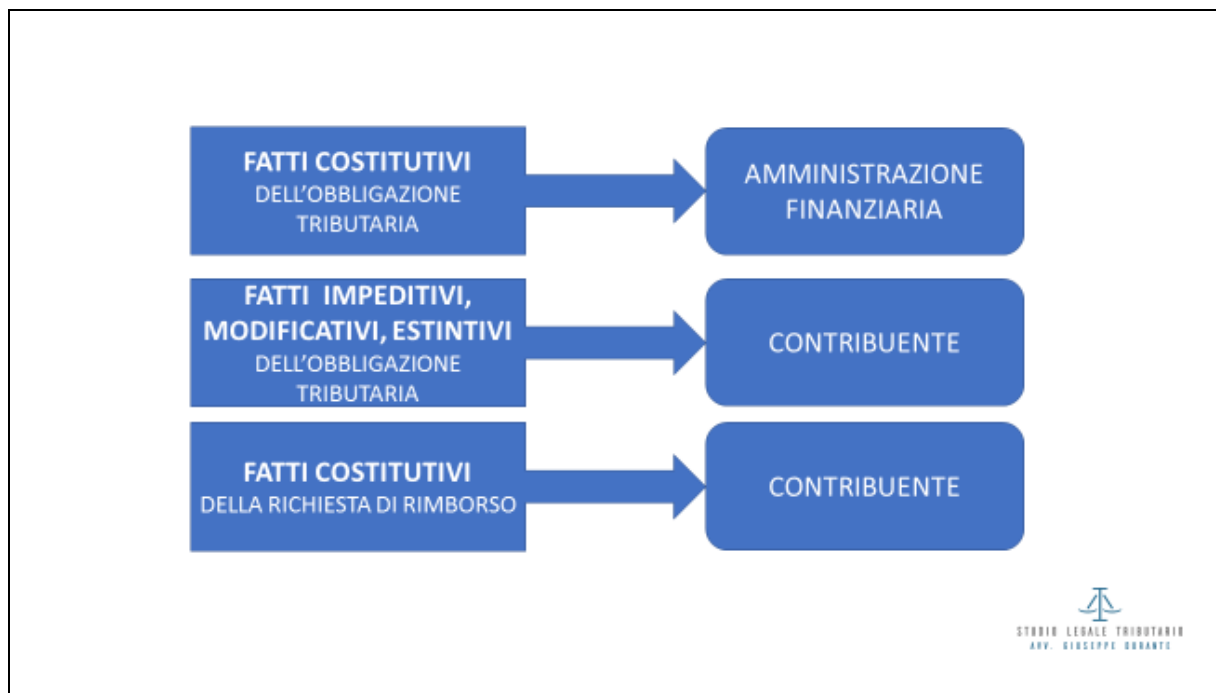 FATTI COSTITUTIVI
DELL'OBBLIGAZIONE
TRIBUTARIA
AMMINISTRAZIONE
FINANZIARIA
FATTI IMPEDITIVI,
MODIFICATIVI, ESTINTIVI
DELL'OBBLIGAZIONE
TRIBUTARIA
CONTRIBUENTE
FATTI COSTITUTIVI
DELLA RICHIESTA DI RIMBORSO
CONTRIBUENTE
STUDIO LEGALE TRIBUTARIO
AVV. GIUSEPPE DURANTE